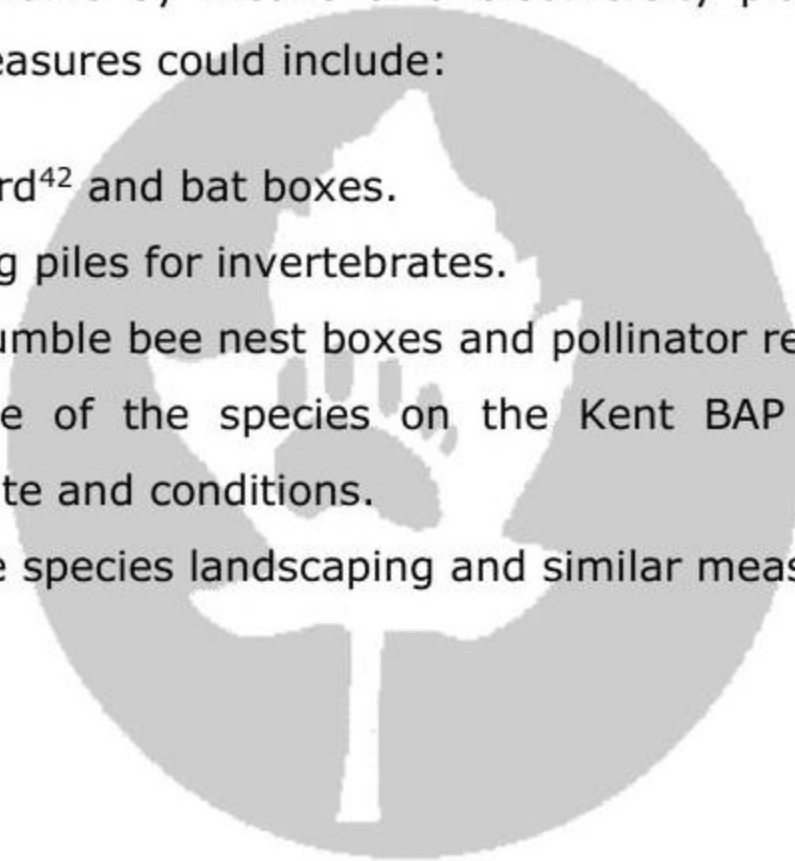 easures could include:
rd⁴² and bat boxes.
g piles for invertebrates.
umble bee nest boxes and pollinator re
e of the species on the Kent BAP
te and conditions.
e species landscaping and similar meas